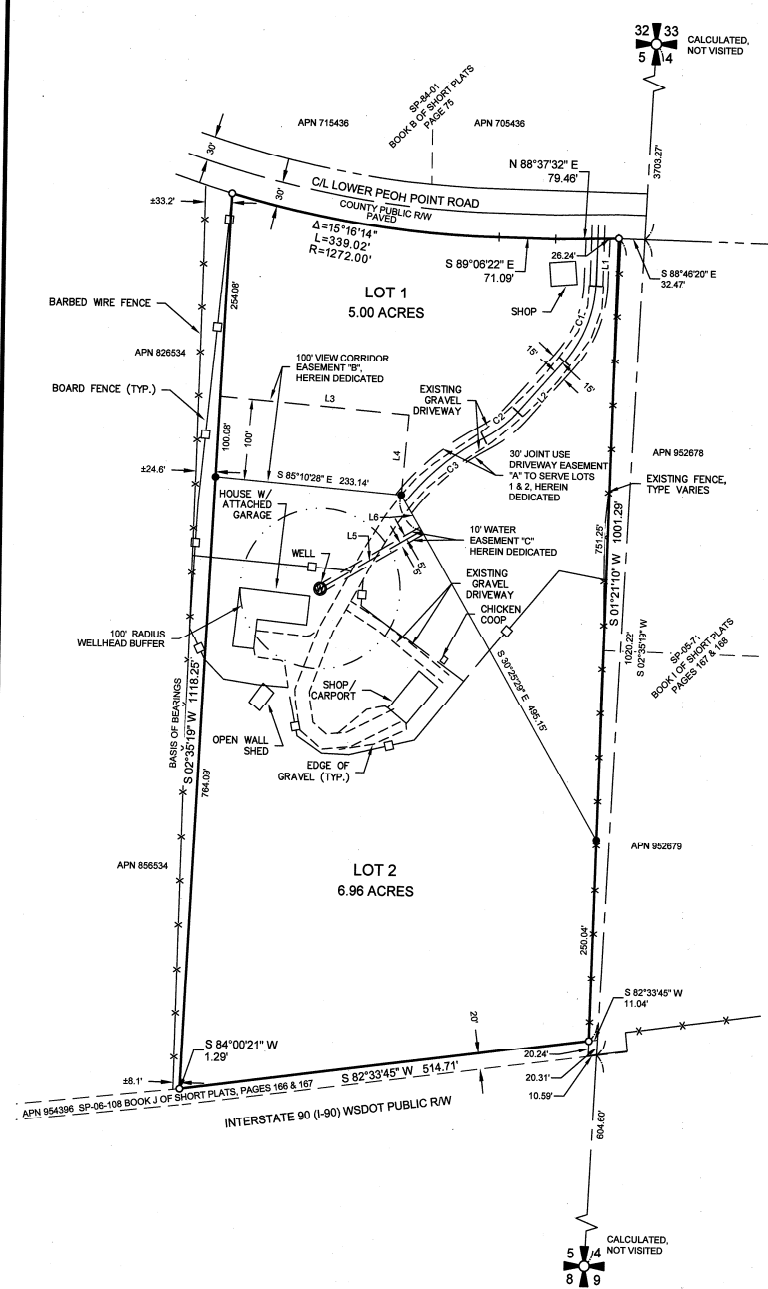 32 33
5 4
CALCULATED,
NOT VISITED
SP-84-01
BOOK B OF SHORT PLATS
PAGE 75
APN 715436
APN 705436
3703.27'
30'
30'
N 88°37'32" E
79.46'
C/L LOWER PEOH POINT ROAD
COUNTY PUBLIC R/W
PAVED
±33.2'
Δ=15°16'14"
L=339.02'
R=1272.00'
S 89°06'22" E
71.09'
26.24'
L1
S 88°46'20" E
32.47'
LOT 1
5.00 ACRES
SHOP
C1
254.08'
BARBED WIRE FENCE
APN 826534
BOARD FENCE (TYP.)
100' VIEW CORRIDOR
EASEMENT "B",
HEREIN DEDICATED
15'
15'
L3
EXISTING
GRAVEL
DRIVEWAY
C2
L2
100.08'
100'
L4
C3
30' JOINT USE
DRIVEWAY EASEMENT
"A" TO SERVE LOTS
1 & 2, HEREIN
DEDICATED
APN 952678
±24.6'
S 85°10'28" E 233.14'
EXISTING FENCE,
TYPE VARIES
HOUSE W/
ATTACHED
GARAGE
L6
L5
10' WATER
EASEMENT "C"
HEREIN DEDICATED
751.25'
S 01°21'10" W 1001.29'
WELL
5'
5'
EXISTING
GRAVEL
DRIVEWAY
CHICKEN
COOP
100' RADIUS
WELLHEAD BUFFER
1020.22'
S 02°35'19" W
SP-05-7
BOOK I OF SHORT PLATS
PAGES 167 & 168
SHOP/
CARPORT
S 30°25'29" E 495.15'
BASIS OF BEARINGS
S 02°35'19" W 1118.25'
764.09'
OPEN WALL
SHED
EDGE OF
GRAVEL (TYP.)
APN 856534
LOT 2
6.96 ACRES
APN 952679
250.04'
S 82°33'45" W
11.04'
20'
S 84°00'21" W
1.29'
20.24'
20.31'
10.59'
±8.1'
S 82°33'45" W 514.71'
APN 954396 SP-06-108 BOOK J OF SHORT PLATS, PAGES 166 & 167
INTERSTATE 90 (I-90) WSDOT PUBLIC R/W
604.60'
5 4
8 9
CALCULATED,
NOT VISITED